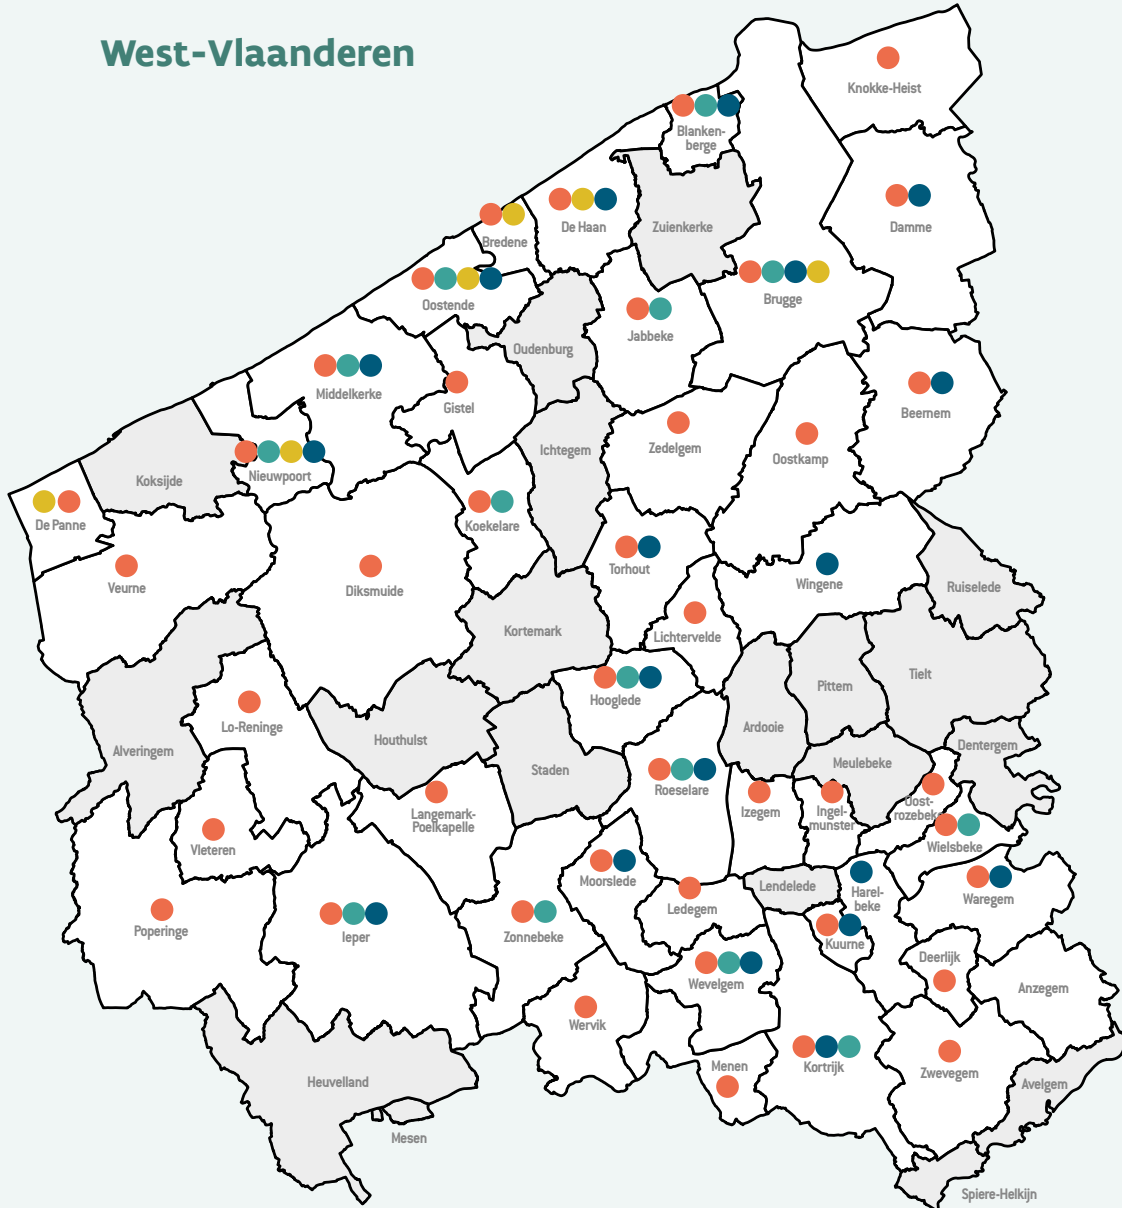 West-Vlaanderen
Knokke-Heist
Blanken-
berge
Damme
Zuienkerke
De Haan
Bredene
Brugge
Oostende
Jabbeke
Oudenburg
Middelkerke
Gistel
Beernem
Zedelgem
Ichtegem
Oostkamp
Nieuwpoort
Koksijde
De Panne
Koekelare
Torhout
Wingene
Veurne
Diksmuide
Ruiselede
Kortemark
Lichtervelde
Tielt
Pittem
Hooglede
Lo-Reninge
Ardooie
Houthulst
Alveringem
Dentergem
Meulebeke
Staden
Roeselare
Oost-
rozebeke
Izegem
Ingel-
munster
Langemark-
Poelkapelle
Wielsbeke
Vleteren
Moorslede
Lendelede
Harel-
beke
Waregem
Ledegem
Poperinge
Ieper
Zonnebeke
Kuurne
Deerlijk
Wevelgem
Anzegem
Wervik
Menen
Kortrijk
Zwevegem
Heuvelland
Avelgem
Mesen
Spiere-Helkijn